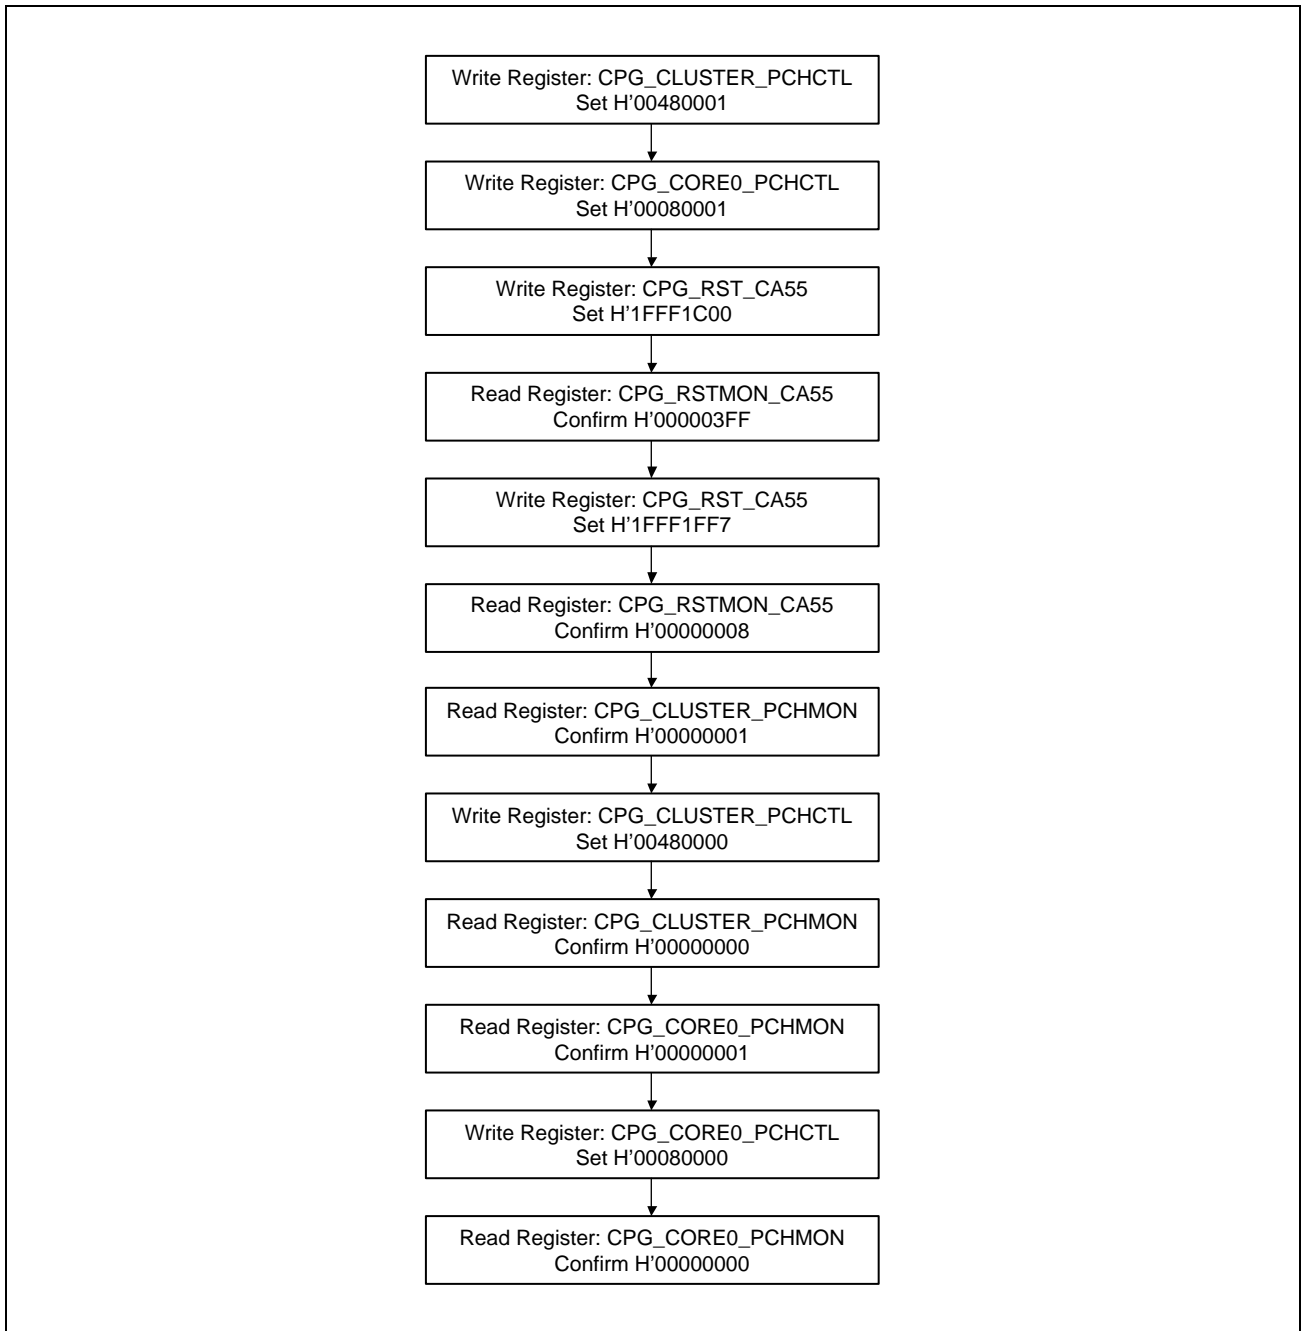 Write Register: CPG_CLUSTER_PCHCTL
Set H’00480001
Write Register: CPG_CORE0_PCHCTL
Set H’00080001
Write Register: CPG_RST_CA55
Set H’1FFF1C00
Read Register: CPG_RSTMON_CA55
Confirm H’000003FF
Write Register: CPG_RST_CA55
Set H’1FFF1FF7
Read Register: CPG_RSTMON_CA55
Confirm H’00000008
Read Register: CPG_CLUSTER_PCHMON
Confirm H’00000001
Write Register: CPG_CLUSTER_PCHCTL
Set H’00480000
Read Register: CPG_CLUSTER_PCHMON
Confirm H’00000000
Read Register: CPG_CORE0_PCHMON
Confirm H’00000001
Write Register: CPG_CORE0_PCHCTL
Set H’00080000
Read Register: CPG_CORE0_PCHMON
Confirm H’00000000